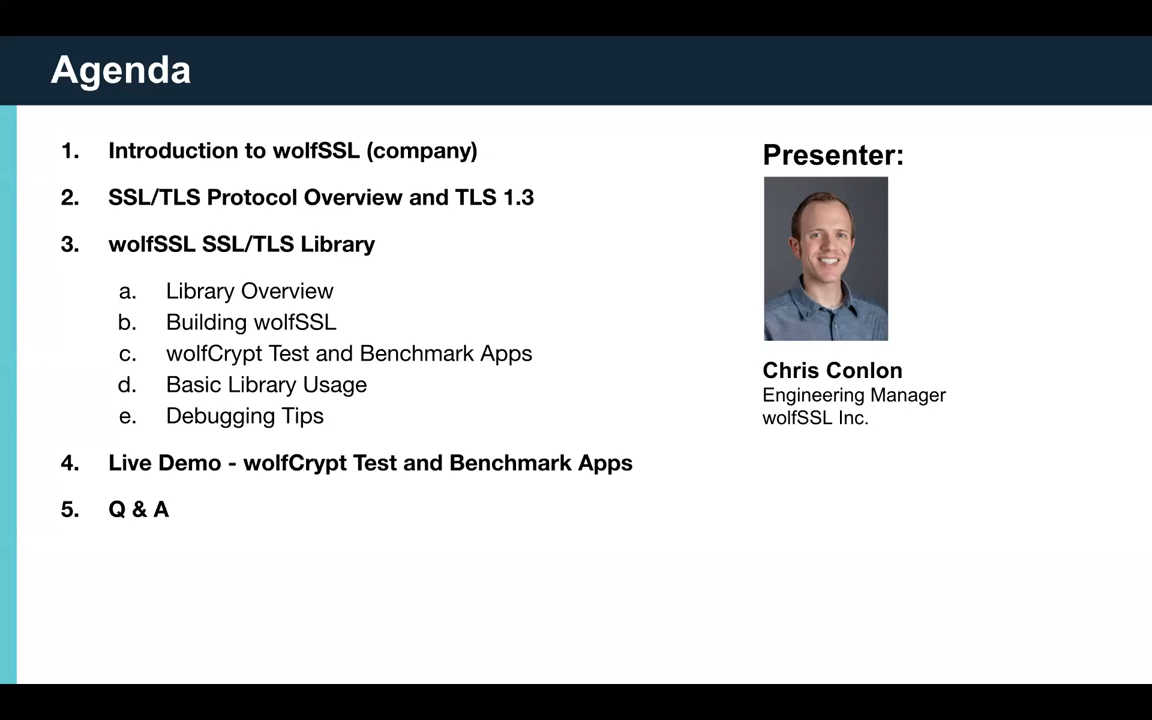 Agenda
1. Introduction to wolfSSL (company)
2. SSL/TLS Protocol Overview and TLS 1.3
3. wolfSSL SSL/TLS Library
a. Library Overview
b. Building wolfSSL
c. wolfCrypt Test and Benchmark Apps
d. Basic Library Usage
e. Debugging Tips
4. Live Demo - wolfCrypt Test and Benchmark Apps
5. Q & A
Presenter:
Chris Conlon
Engineering Manager
wolfSSL Inc.